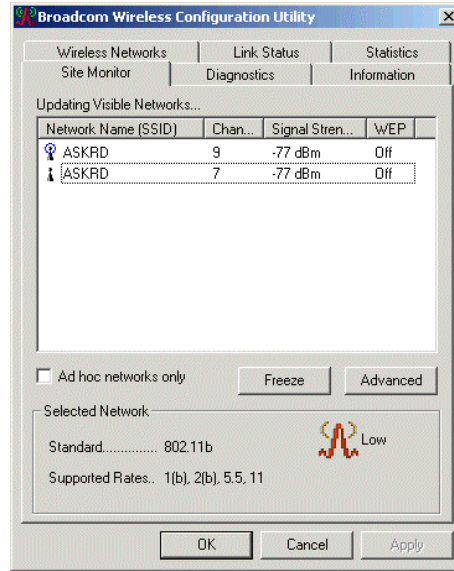 Broadcom Wireless Configuration Utility
Wireless Networks Link Status Statistics
Site Monitor Diagnostics Information
Updating Visible Networks...
Network Name (SSID) Chan... Signal Stren... WEP
ASKRD 9 -77 dBm Off
ASKRD 7 -77 dBm Off
Ad hoc networks only Freeze Advanced
Selected Network
Standard.............. 802.11b
Low
Supported Rates.. 1(b), 2(b), 5.5, 11
OK Cancel Apply